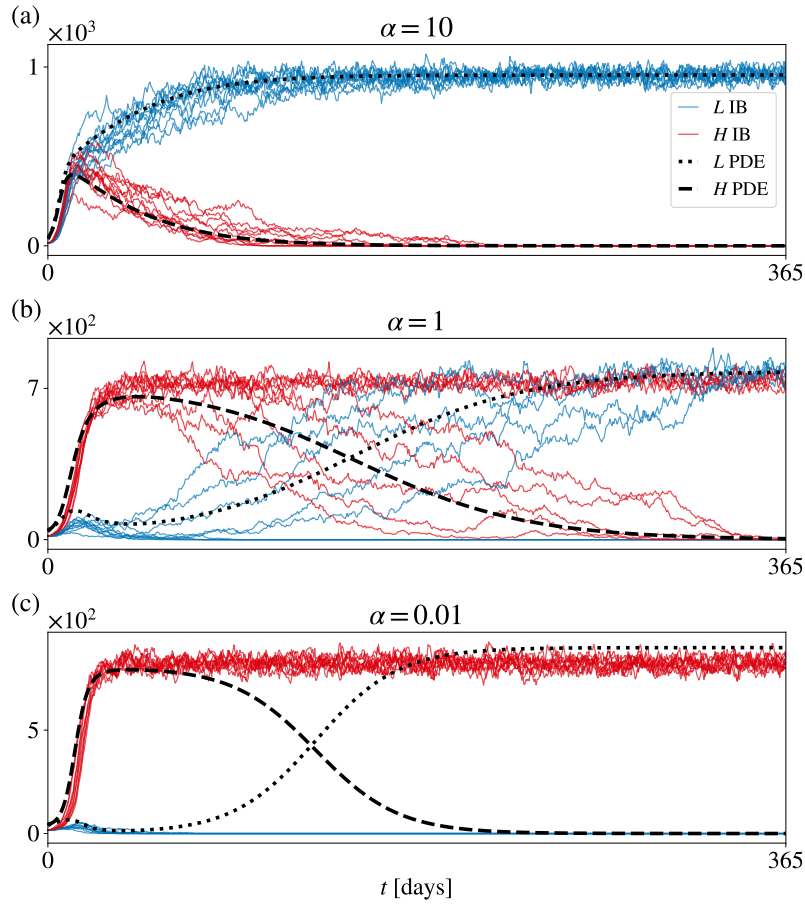 (a)
×10³
α = 10
1
0
L IB
H IB
L PDE
H PDE
0
365
(b)
×10²
α = 1
7
0
0
365
(c)
×10²
α = 0.01
5
0
0
365
t [days]